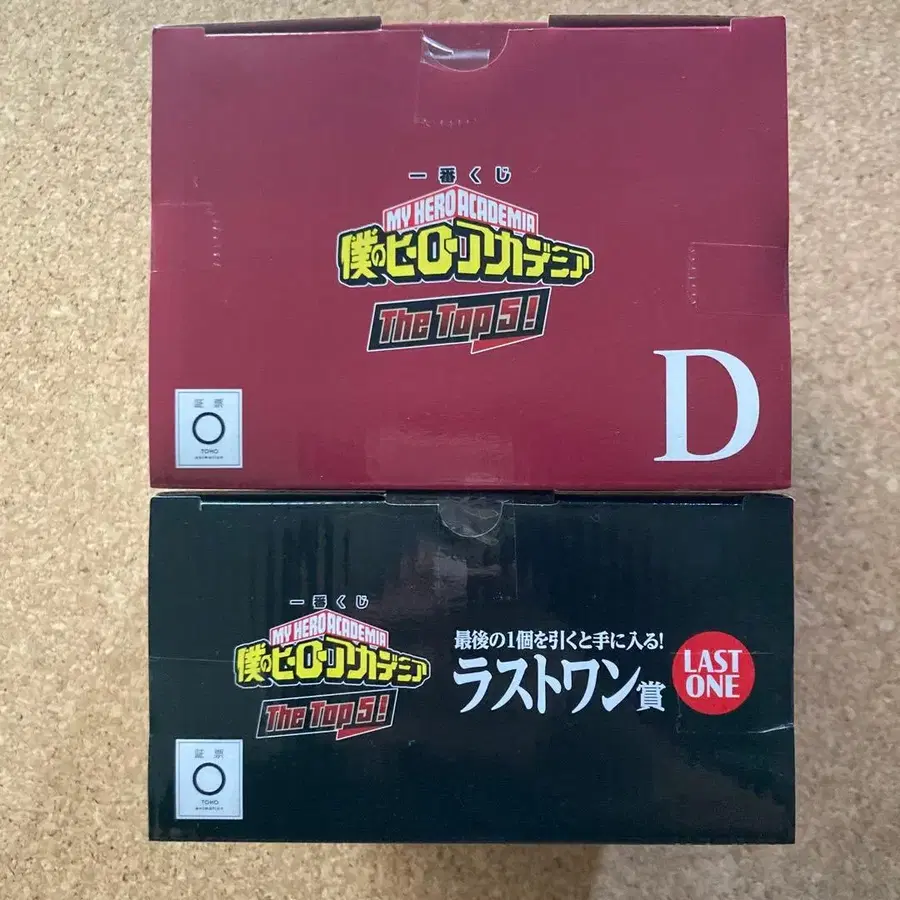 一番くじ
MY HERO ACADEMIA
僕のヒーローアカデミア
The Top 5!
D
証票
TOHO
animation
一番くじ
MY HERO ACADEMIA
僕のヒーローアカデミア
The Top 5!
最後の1個を引くと手に入る!
ラストワン賞
LAST
ONE
証票
TOHO
animation